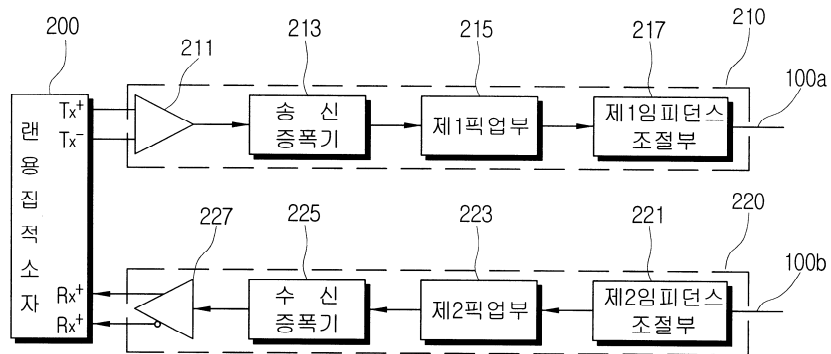 200
211
213
215
217
210
100a
Tx+
Tx-
랜용집적소자
송 신
증폭기
제1픽업부
제1임피던스
조절부
227
225
223
221
220
100b
Rx+
Rx+
수 신
증폭기
제2픽업부
제2임피던스
조절부